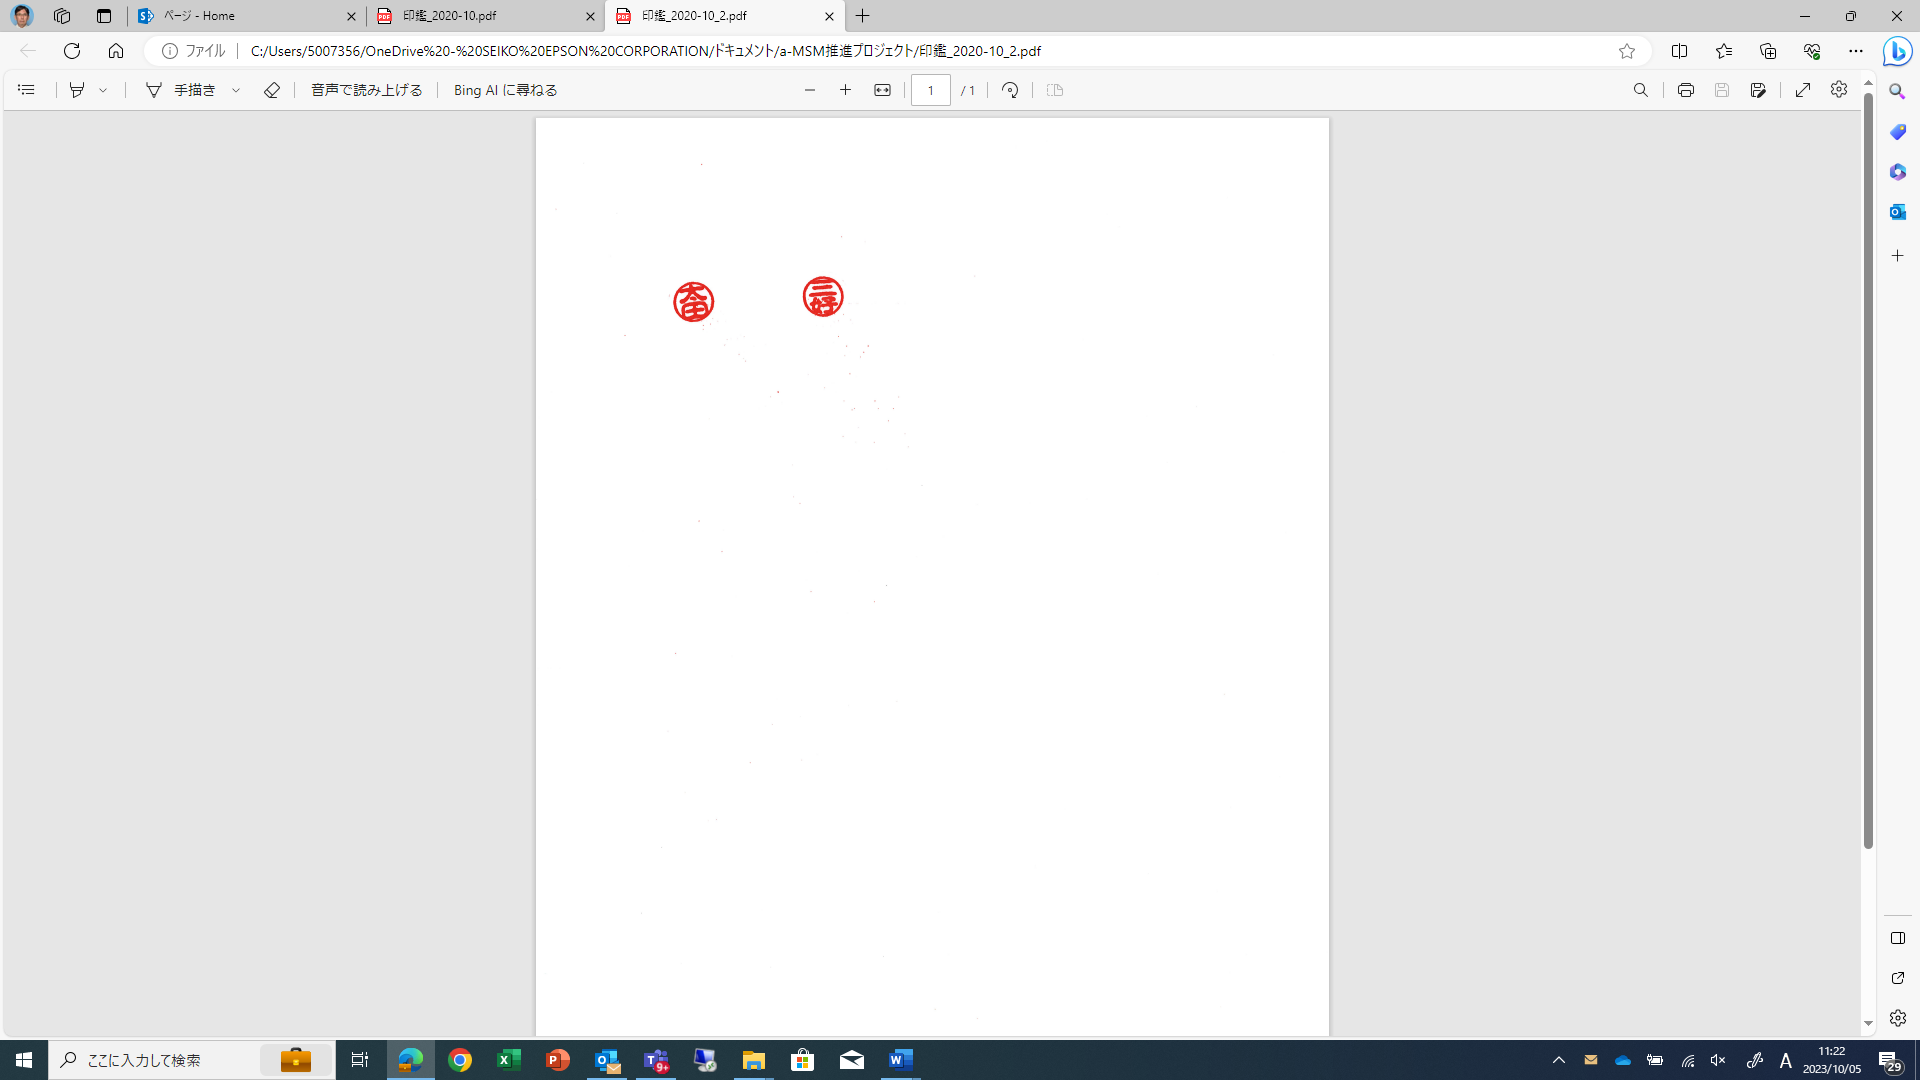 ページ - Home
印鑑_2020-10.pdf
印鑑_2020-10_2.pdf
ファイル
C:/Users/5007356/OneDrive%20-%20SEIKO%20EPSON%20CORPORATION/ドキュメント/a-MSM推進プロジェクト/印鑑_2020-10_2.pdf
手描き
音声で読み上げる
Bing AI に尋ねる
1
/ 1
三好
ここに入力して検索
9+
A
11:22
2023/10/05
29